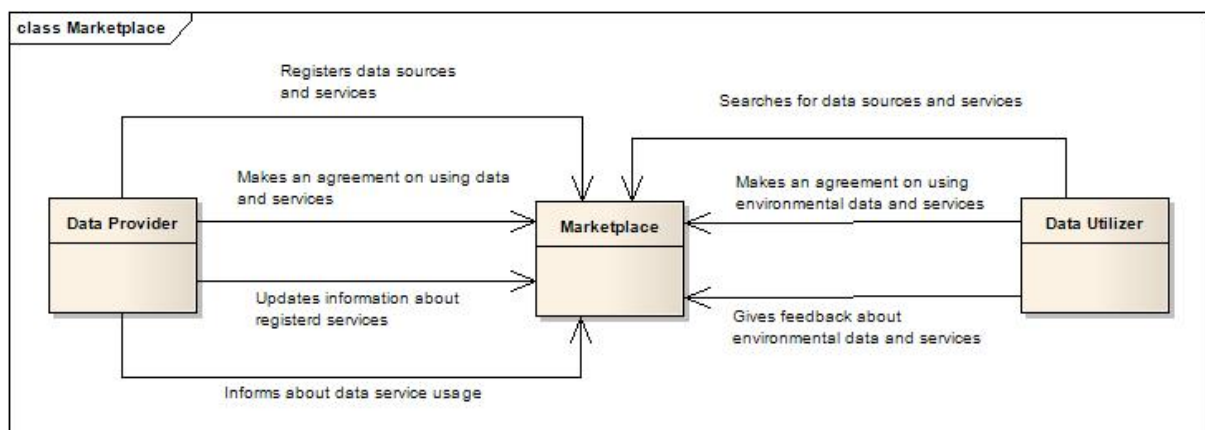 class Marketplace
Registers data sources
and services
Searches for data sources and services
Makes an agreement on using data
and services
Makes an agreement on using
environmental data and services
Data Provider
Marketplace
Data Utilizer
Updates information about
registerd services
Gives feedback about
environmental data and services
Informs about data service usage